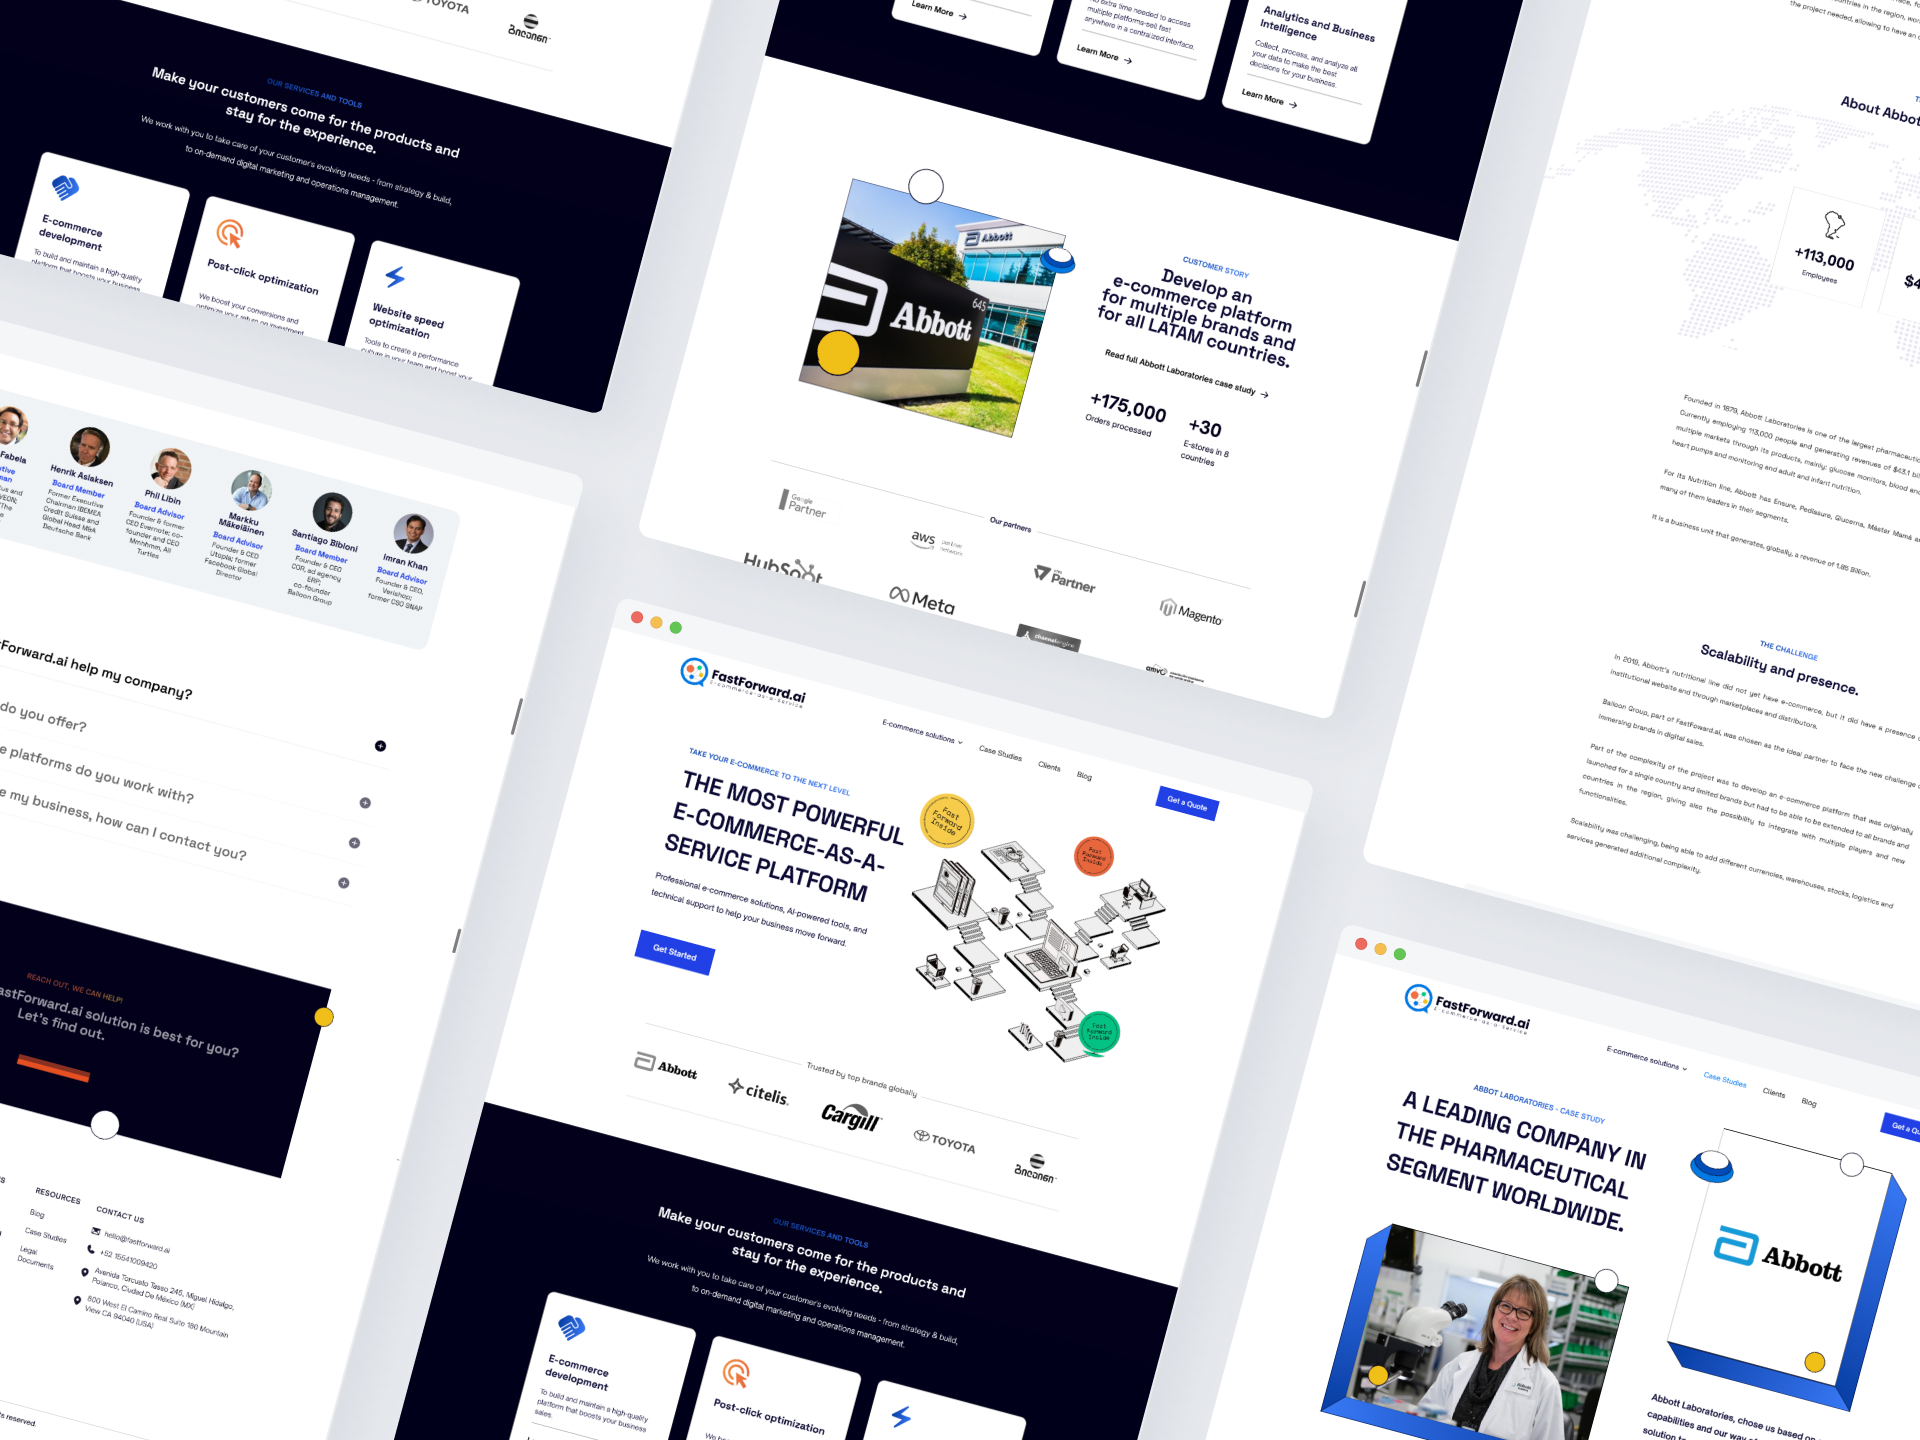 TOYOTA
OUR SERVICES AND TOOLS
Make your customers come for the products and
stay for the experience.
We work with you to take care of your customer's evolving needs - from strategy & build,
to on-demand digital marketing and operations management.
E-commerce
development
To build and maintain a high-quality
platform that boosts your business
Post-click optimization
We boost your conversions and
optimize your return on investment
Website speed
optimization
Tools to create a performance
culture in your team and boost your
Learn More →
No extra time needed to access
multiple platforms-sell fast
anywhere in a centralized interface.
Learn More →
Analytics and Business
Intelligence
Collect, process, and analyze all
your data to make the best
decisions for your business.
Learn More →
Abbott
645
Abbott
CUSTOMER STORY
Develop an
e-commerce platform
for multiple brands and
for all LATAM countries.
Read full Abbott Laboratories case study →
+175,000
Orders processed
+30
E-stores in 8
countries
Our partners
Google
Partner
aws partner
network
Partner
Magento
HubSpot
Meta
channelengine
amvo
the project needed, allowing to have an
About Abbot
+113,000
Employees
$4
Founded in 1879, Abbott Laboratories is one of the largest pharmaceutic
Currently employing 113,000 people and generating revenues of $43.1 bi
multiple markets through its products, mainly: glucose monitors, blood
heart pumps and monitoring and adult and infant nutrition.
For its Nutrition line, Abbott has Ensure, Pediasure, Glucerna, Máster Mamá
many of them leaders in their segments.
It is a business unit that generates, globally, a revenue of 1.85 Billion.
THE CHALLENGE
Scalability and presence.
In 2019, Abbott's nutritional line did not yet have e-commerce, but it did have a presence
institutional website and through marketplaces and distributors.
Balloon Group, part of FastForward.ai, was chosen as the ideal partner to face the new challenge
immersing brands in digital sales.
Part of the complexity of the project was to develop an e-commerce platform that was originally
launched for a single country and limited brands but had to be able to be extended to all brands and
countries in the region, giving also the possibility to integrate with multiple players and new
functionalities.
Scalability was challenging, being able to add different currencies, warehouses, stocks, logistics and
services generated additional complexity.
Fabela
Henrik Aslaksen
Board Member
Former Executive
Chairman IBEMEA
Credit Suisse and
Global Head M&A
Deutsche Bank
Phil Libin
Board Advisor
Founder & former
CEO Evernote; co-
founder and CEO
Mmhmm, All
Turtles
Markku
Mäkeläinen
Board Advisor
Founder & CEO
Utopia; former
Facebook Global
Director
Santiago Bibloni
Board Member
Founder & CEO
COR, ad agency
ERP;
co-founder
Balloon Group
Imran Khan
Board Advisor
Founder & CEO,
Verishop;
former CSO SNAP
Forward.ai help my company?
do you offer?
platforms do you work with?
my business, how can I contact you?
REACH OUT, WE CAN HELP!
astForward.ai solution is best for you?
Let's find out.
RESOURCES
Blog
Case Studies
Legal
Documents
CONTACT US
hello@fastforward.ai
+52 15541009420
Avenida Torcuato Tasso 245, Miguel Hidalgo,
Polanco, Ciudad De México (MX)
800 West El Camino Real Suite 180 Mountain
View CA 94040 (USA)
reserved.
FastForward.ai
E-commerce-as-a-service
E-commerce solutions
Case Studies
Clients
Blog
Get a Quote
TAKE YOUR E-COMMERCE TO THE NEXT LEVEL
THE MOST POWERFUL
E-COMMERCE-AS-A-
SERVICE PLATFORM
Professional e-commerce solutions, AI-powered tools, and
technical support to help your business move forward.
Get Started
Fast
Forward
Inside
Fast
Forward
Inside
Fast
Forward
Inside
Trusted by top brands globally
Abbott
citelis.
Cargill
TOYOTA
OUR SERVICES AND TOOLS
Make your customers come for the products and
stay for the experience.
We work with you to take care of your customer's evolving needs - from strategy & build,
to on-demand digital marketing and operations management.
E-commerce
development
To build and maintain a high-quality
platform that boosts your business
sales.
Post-click optimization
FastForward.ai
E-commerce-as-a-Service
E-commerce solutions
Case Studies
Clients
Blog
Get a Qu
ABBOT LABORATORIES - CASE STUDY
A LEADING COMPANY IN
THE PHARMACEUTICAL
SEGMENT WORLDWIDE.
Abbott
Abbott Laboratories, chose us based on
capabilities and our way
solution